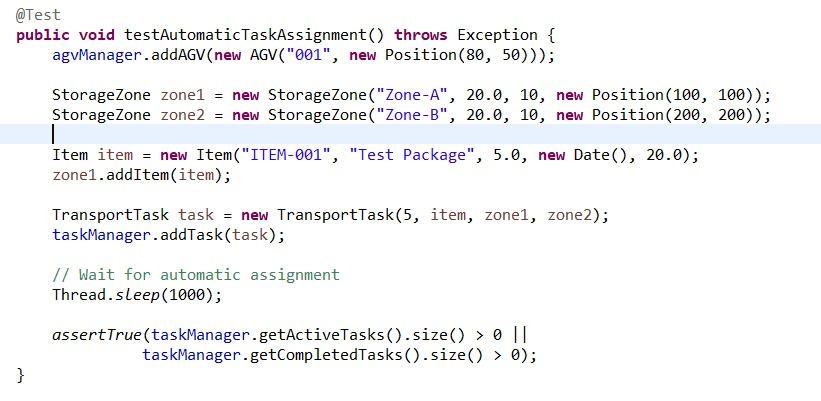 @Test
public void testAutomaticTaskAssignment() throws Exception {
    agvManager.addAGV(new AGV("001", new Position(80, 50)));

    StorageZone zone1 = new StorageZone("Zone-A", 20.0, 10, new Position(100, 100));
    StorageZone zone2 = new StorageZone("Zone-B", 20.0, 10, new Position(200, 200));

    Item item = new Item("ITEM-001", "Test Package", 5.0, new Date(), 20.0);
    zone1.addItem(item);

    TransportTask task = new TransportTask(5, item, zone1, zone2);
    taskManager.addTask(task);

    // Wait for automatic assignment
    Thread.sleep(1000);

    assertTrue(taskManager.getActiveTasks().size() > 0 ||
              taskManager.getCompletedTasks().size() > 0);
}